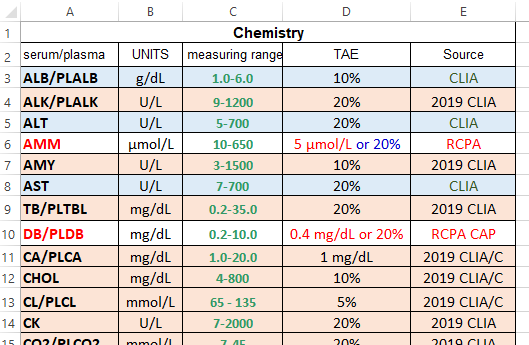 A B C D E
1 Chemistry
2 serum/plasma UNITS measuring range TAE Source
3 ALB/PLALB g/dL 1.0-6.0 10% CLIA
4 ALK/PLALK U/L 9-1200 20% 2019 CLIA
5 ALT U/L 5-700 20% CLIA
6 AMM µmol/L 10-650 5 µmol/L or 20% RCPA
7 AMY U/L 3-1500 10% 2019 CLIA
8 AST U/L 7-700 20% CLIA
9 TB/PLTBL mg/dL 0.2-35.0 20% 2019 CLIA
10 DB/PLDB mg/dL 0.2-10.0 0.4 mg/dL or 20% RCPA CAP
11 CA/PLCA mg/dL 1.0-20.0 1 mg/dL 2019 CLIA/C
12 CHOL mg/dL 4-800 10% 2019 CLIA/C
13 CL/PLCL mmol/L 65 - 135 5% 2019 CLIA/C
14 CK U/L 7-2000 20% 2019 CLIA
15 CO2/PLCO2 mmol/L 7-45 20% 2019 CLIA